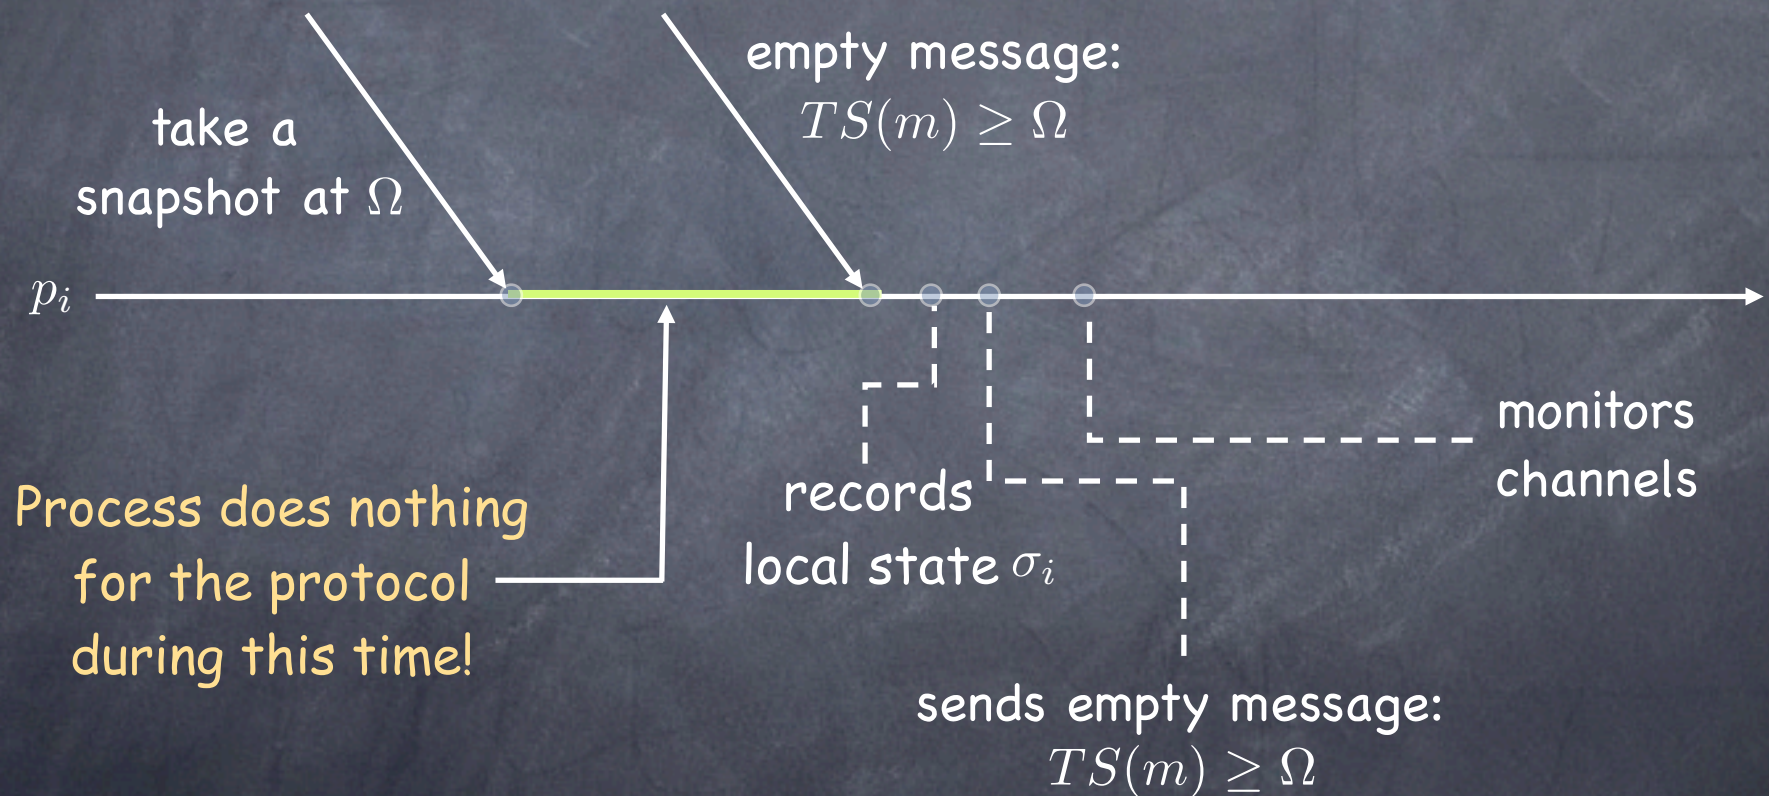 empty message:
TS(m) ≥ Ω
take a
snapshot at Ω
p_i
monitors
channels
Process does nothing
for the protocol
during this time!
records
local state σ_i
sends empty message:
TS(m) ≥ Ω